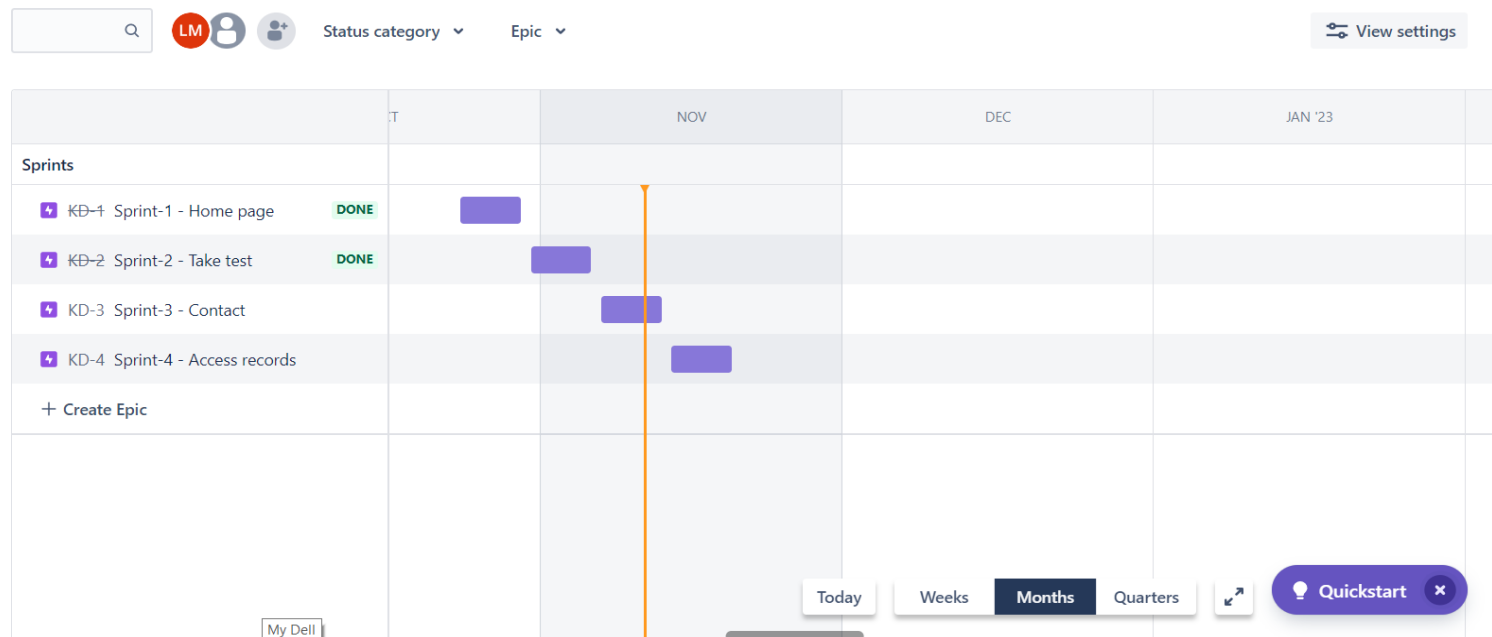 LM Status category Epic View settings
NOV DEC JAN '23
Sprints
KD-1 Sprint-1 - Home page DONE
KD-2 Sprint-2 - Take test DONE
KD-3 Sprint-3 - Contact
KD-4 Sprint-4 - Access records
+ Create Epic
Today Weeks Months Quarters Quickstart
My Dell